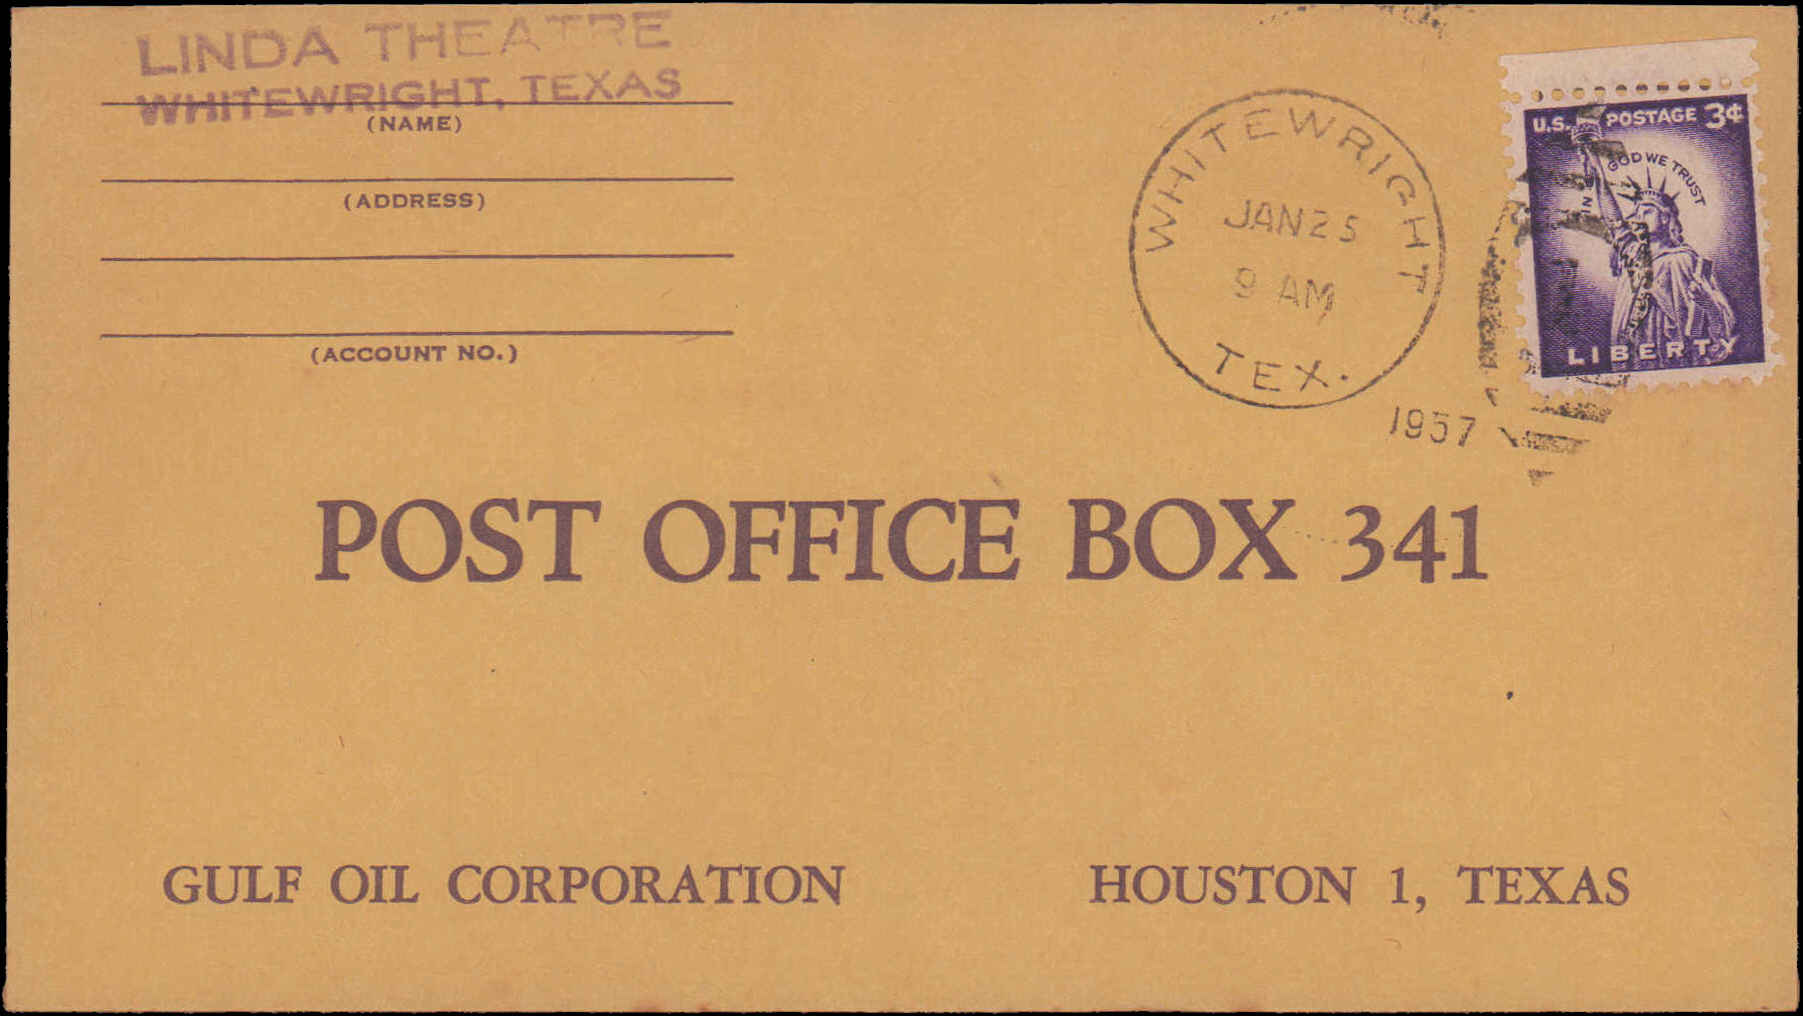 LINDA THEATRE
WHITEWRIGHT, TEXAS
(NAME)
(ADDRESS)
(ACCOUNT NO.)
WHITEWRIGHT
JAN 25
9 AM
TEX.
1957
U.S. POSTAGE 3¢
IN GOD WE TRUST
LIBERTY
POST OFFICE BOX 341
GULF OIL CORPORATION HOUSTON 1, TEXAS